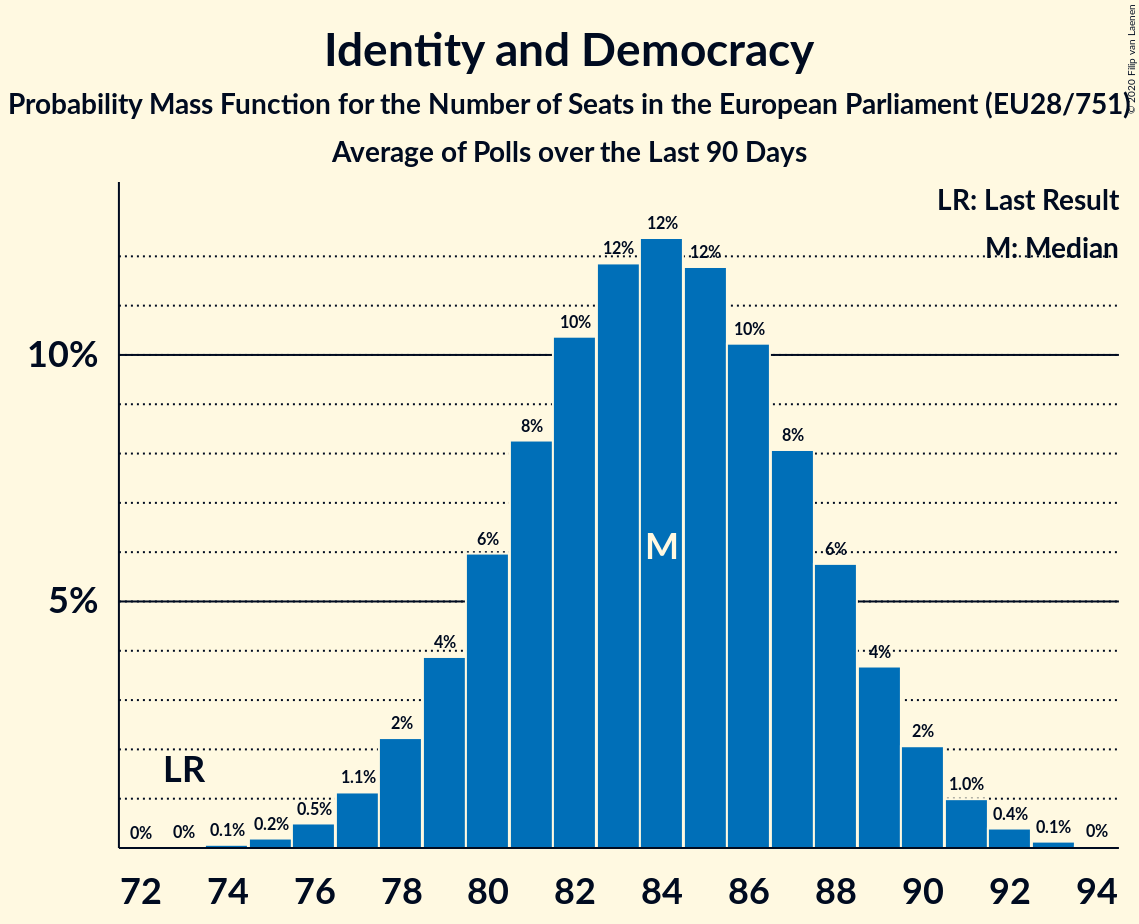 Identity and Democracy
Probability Mass Function for the Number of Seats in the European Parliament (EU28/751)
Average of Polls over the Last 90 Days
© 2020 Filip van Laenen
LR: Last Result
M: Median
12%
12%
12%
10%
10%
10%
8%
8%
6%
6%
M
5%
4%
4%
2%
2%
LR
1.1%
1.0%
0.5%
0.4%
0.2%
0.1%
0.1%
0%
0%
0%
72 74 76 78 80 82 84 86 88 90 92 94